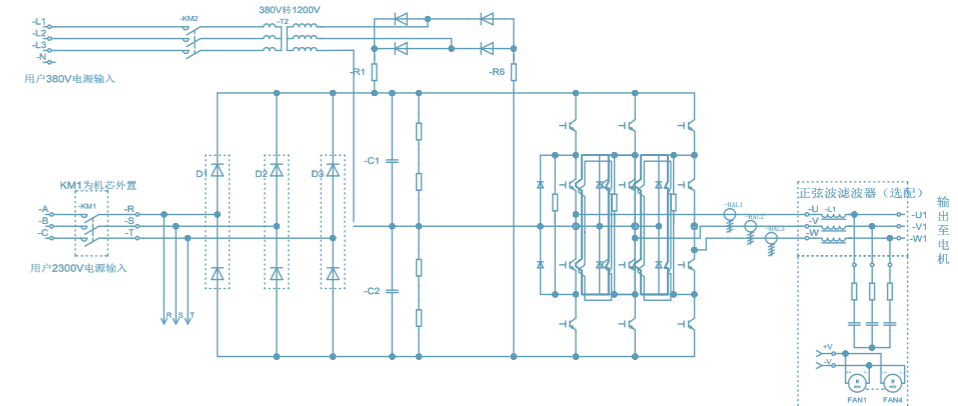 380V转1200V
-L1
-KM2
-T2
-L2
-L3
-N
用户380V电源输入
-R1
-R6
-C1
D1
D2
D3
KM1为机芯外置
-KM1
-A
-R
-B
-S
-C
-T
用户2300V电源输入
R
S
T
-C2
-HAL1
-HAL2
-HAL3
正弦波滤波器（选配）
-U
-L1
-U1
-V
-V1
-W
-W1
输出至电机
+V
-V
FAN1
FAN4